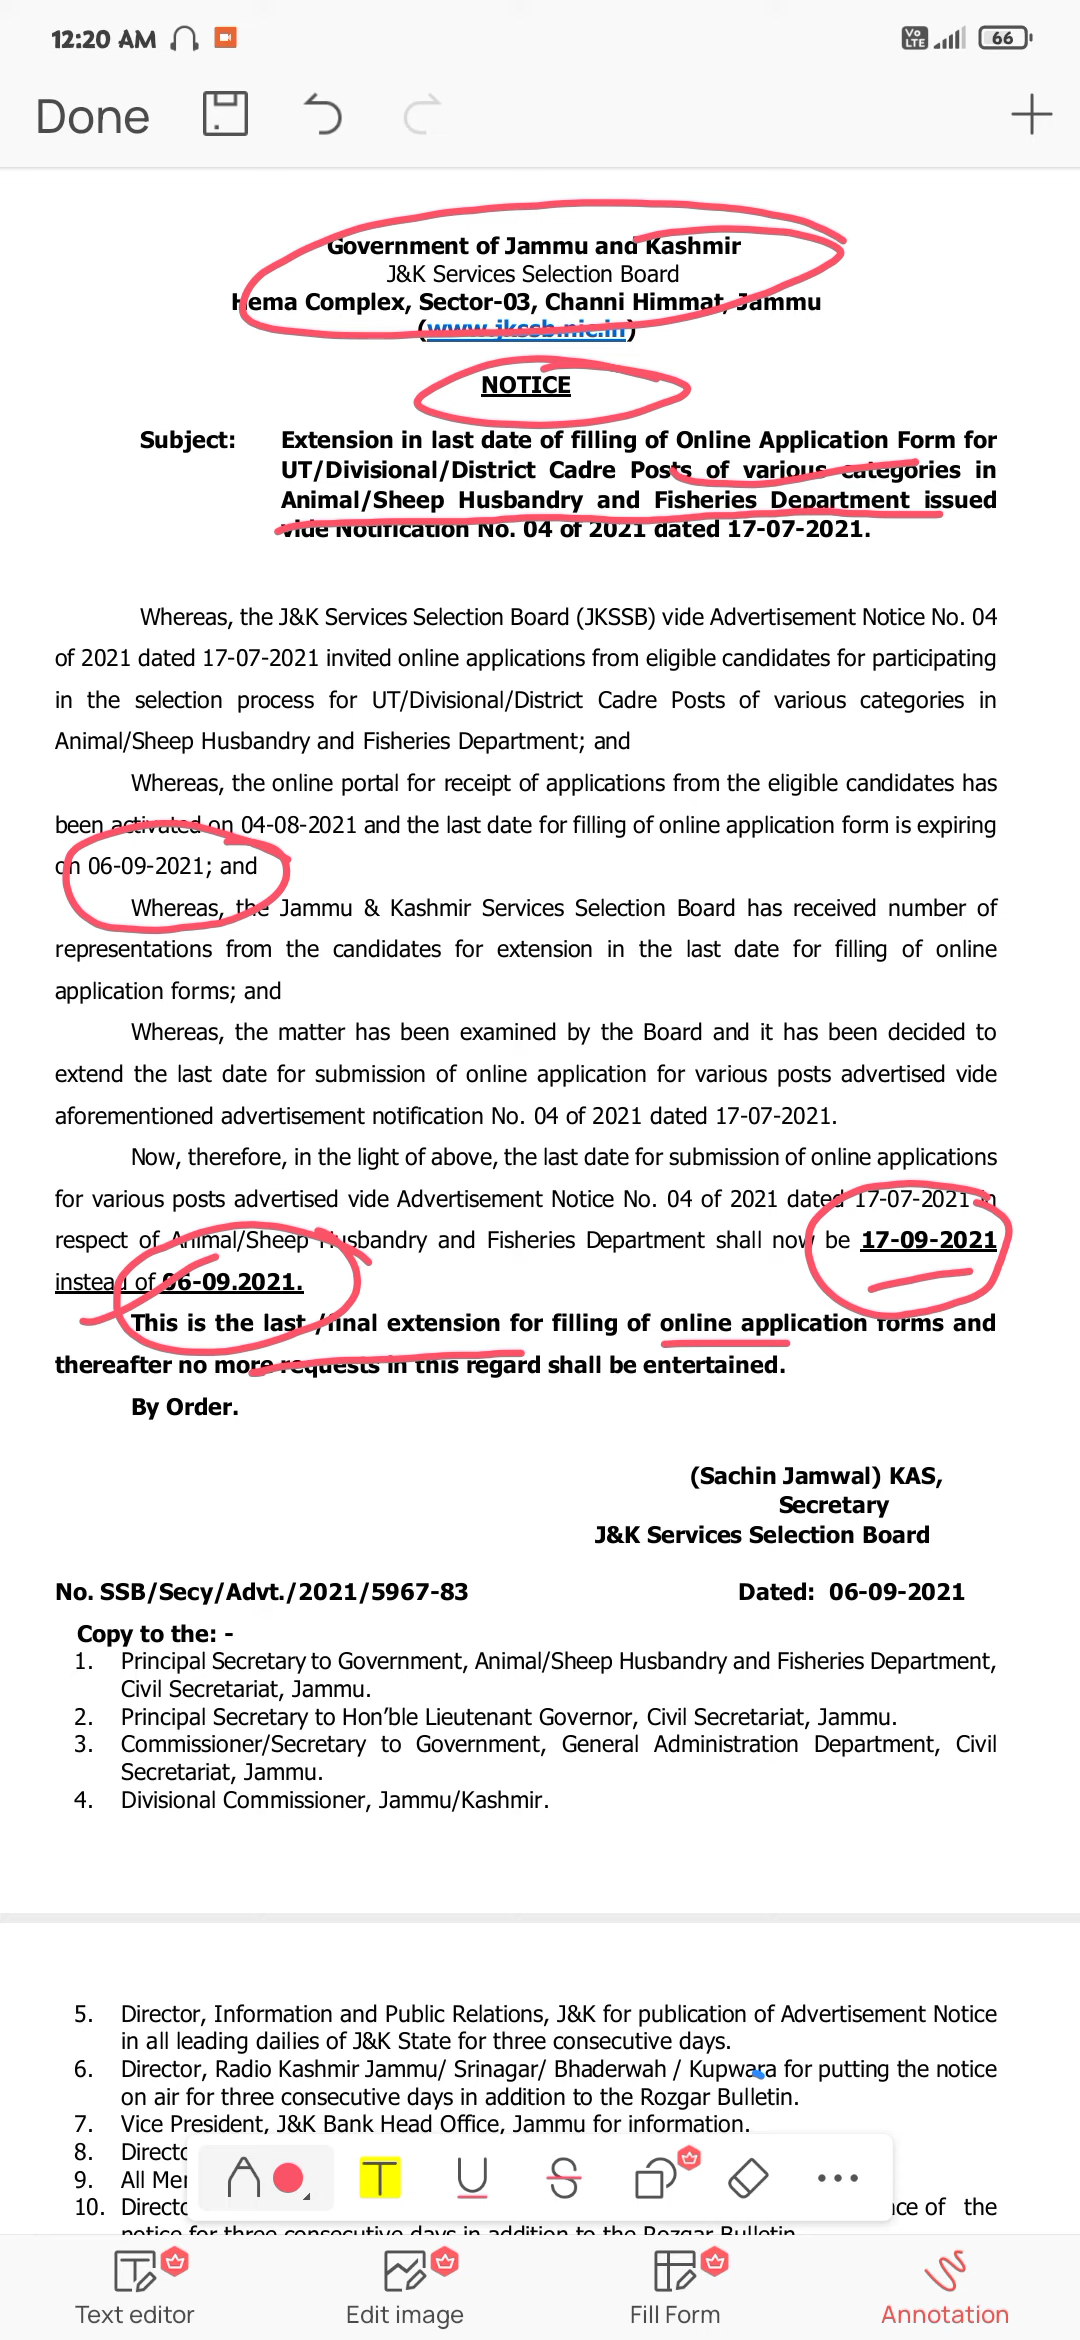 12:20 AM
Vo LTE
66
Done
Government of Jammu and Kashmir
J&K Services Selection Board
Hema Complex, Sector-03, Channi Himmat, Jammu
(www.jkssb.nic.in)
NOTICE
Subject: Extension in last date of filling of Online Application Form for
UT/Divisional/District Cadre Posts of various categories in
Animal/Sheep Husbandry and Fisheries Department issued
vide Notification No. 04 of 2021 dated 17-07-2021.
Whereas, the J&K Services Selection Board (JKSSB) vide Advertisement Notice No. 04
of 2021 dated 17-07-2021 invited online applications from eligible candidates for participating
in the selection process for UT/Divisional/District Cadre Posts of various categories in
Animal/Sheep Husbandry and Fisheries Department; and
Whereas, the online portal for receipt of applications from the eligible candidates has
been activated on 04-08-2021 and the last date for filling of online application form is expiring
on 06-09-2021; and
Whereas, the Jammu & Kashmir Services Selection Board has received number of
representations from the candidates for extension in the last date for filling of online
application forms; and
Whereas, the matter has been examined by the Board and it has been decided to
extend the last date for submission of online application for various posts advertised vide
aforementioned advertisement notification No. 04 of 2021 dated 17-07-2021.
Now, therefore, in the light of above, the last date for submission of online applications
for various posts advertised vide Advertisement Notice No. 04 of 2021 dated 17-07-2021 in
respect of Animal/Sheep Husbandry and Fisheries Department shall now be 17-09-2021
instead of 06-09.2021.
This is the last /final extension for filling of online application forms and
thereafter no more requests in this regard shall be entertained.
By Order.
(Sachin Jamwal) KAS,
Secretary
J&K Services Selection Board
No. SSB/Secy/Advt./2021/5967-83 Dated: 06-09-2021
Copy to the: -
1. Principal Secretary to Government, Animal/Sheep Husbandry and Fisheries Department,
Civil Secretariat, Jammu.
2. Principal Secretary to Hon’ble Lieutenant Governor, Civil Secretariat, Jammu.
3. Commissioner/Secretary to Government, General Administration Department, Civil
Secretariat, Jammu.
4. Divisional Commissioner, Jammu/Kashmir.
5. Director, Information and Public Relations, J&K for publication of Advertisement Notice
in all leading dailies of J&K State for three consecutive days.
6. Director, Radio Kashmir Jammu/ Srinagar/ Bhaderwah / Kupwara for putting the notice
on air for three consecutive days in addition to the Rozgar Bulletin.
7. Vice President, J&K Bank Head Office, Jammu for information.
8.
9. All
10. of the
notice for three consecutive days in addition to the Rozgar Bulletin
T U S
Text editor
Edit image
Fill Form
Annotation